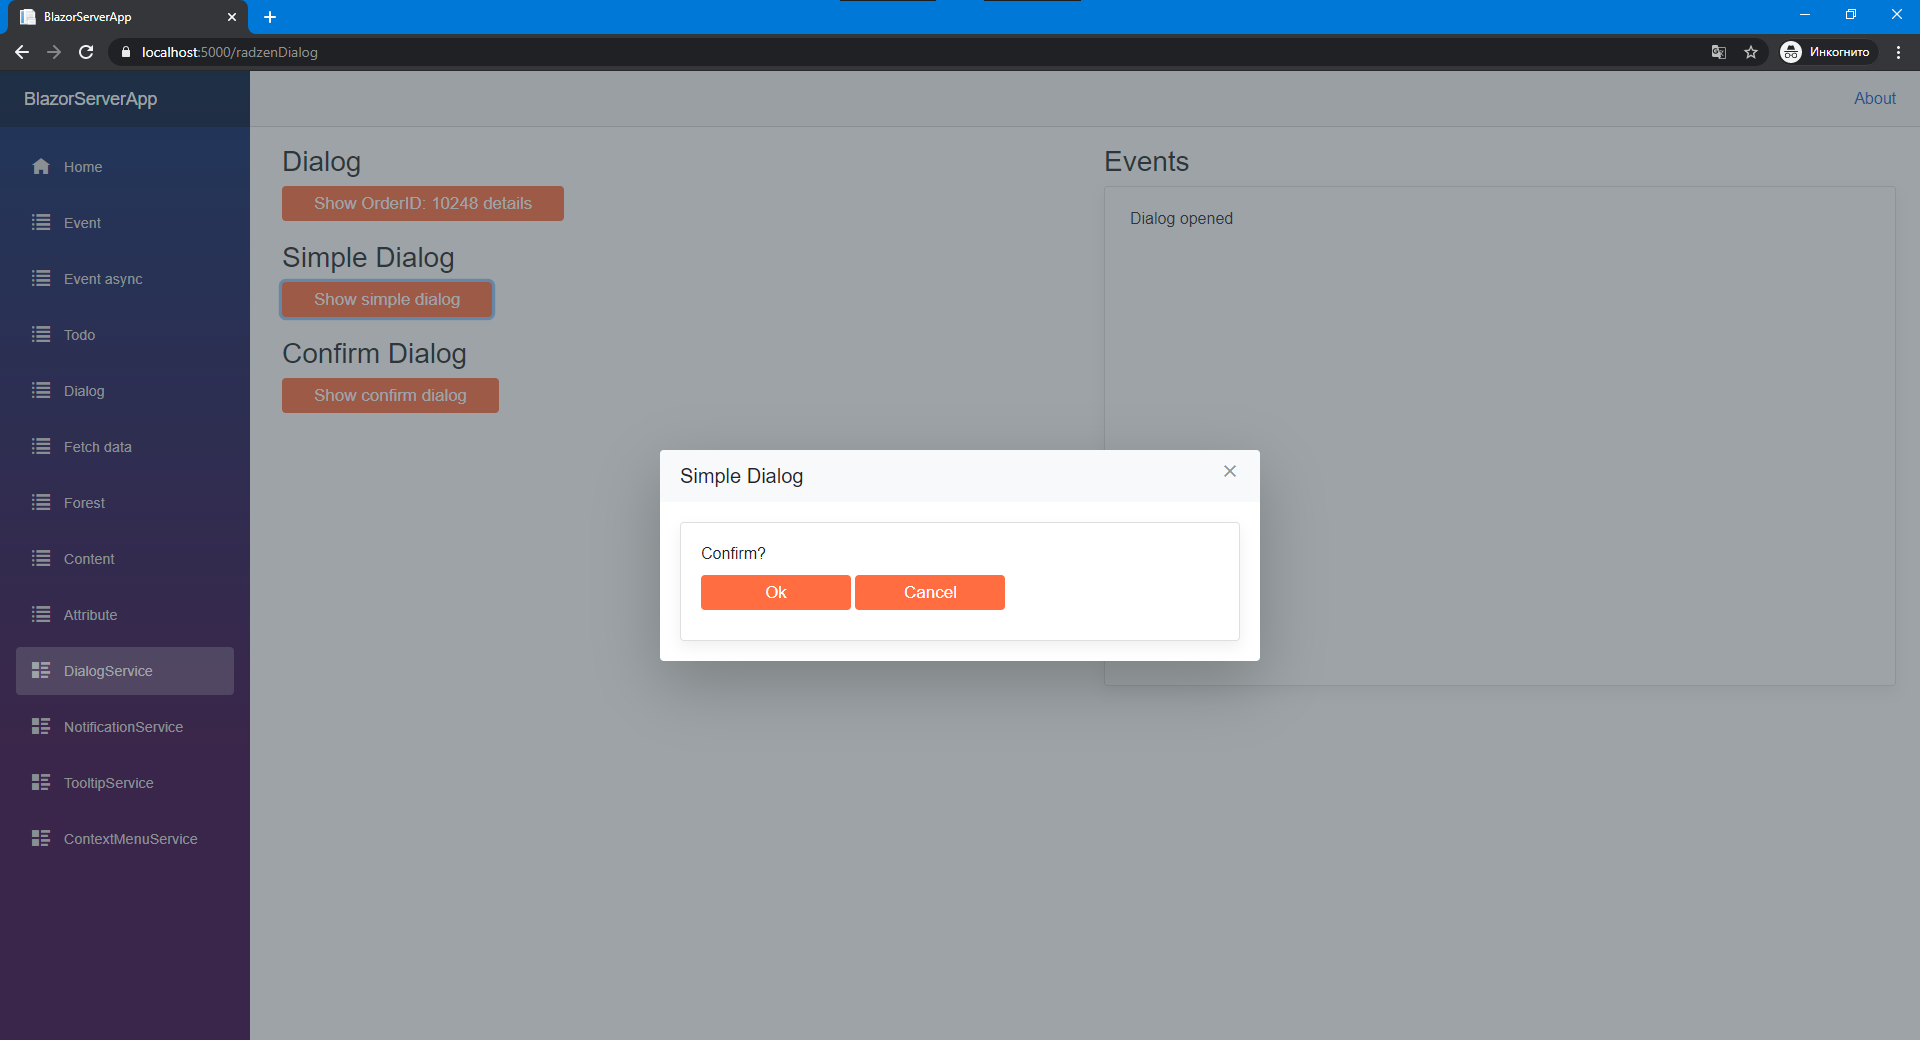 BlazorServerApp
localhost:5000/radzenDialog
Инкогнито
BlazorServerApp
About
Home
Event
Event async
Todo
Dialog
Fetch data
Forest
Content
Attribute
DialogService
NotificationService
TooltipService
ContextMenuService
Dialog
Show OrderID: 10248 details
Simple Dialog
Show simple dialog
Confirm Dialog
Show confirm dialog
Events
Dialog opened
Simple Dialog
Confirm?
Ok
Cancel